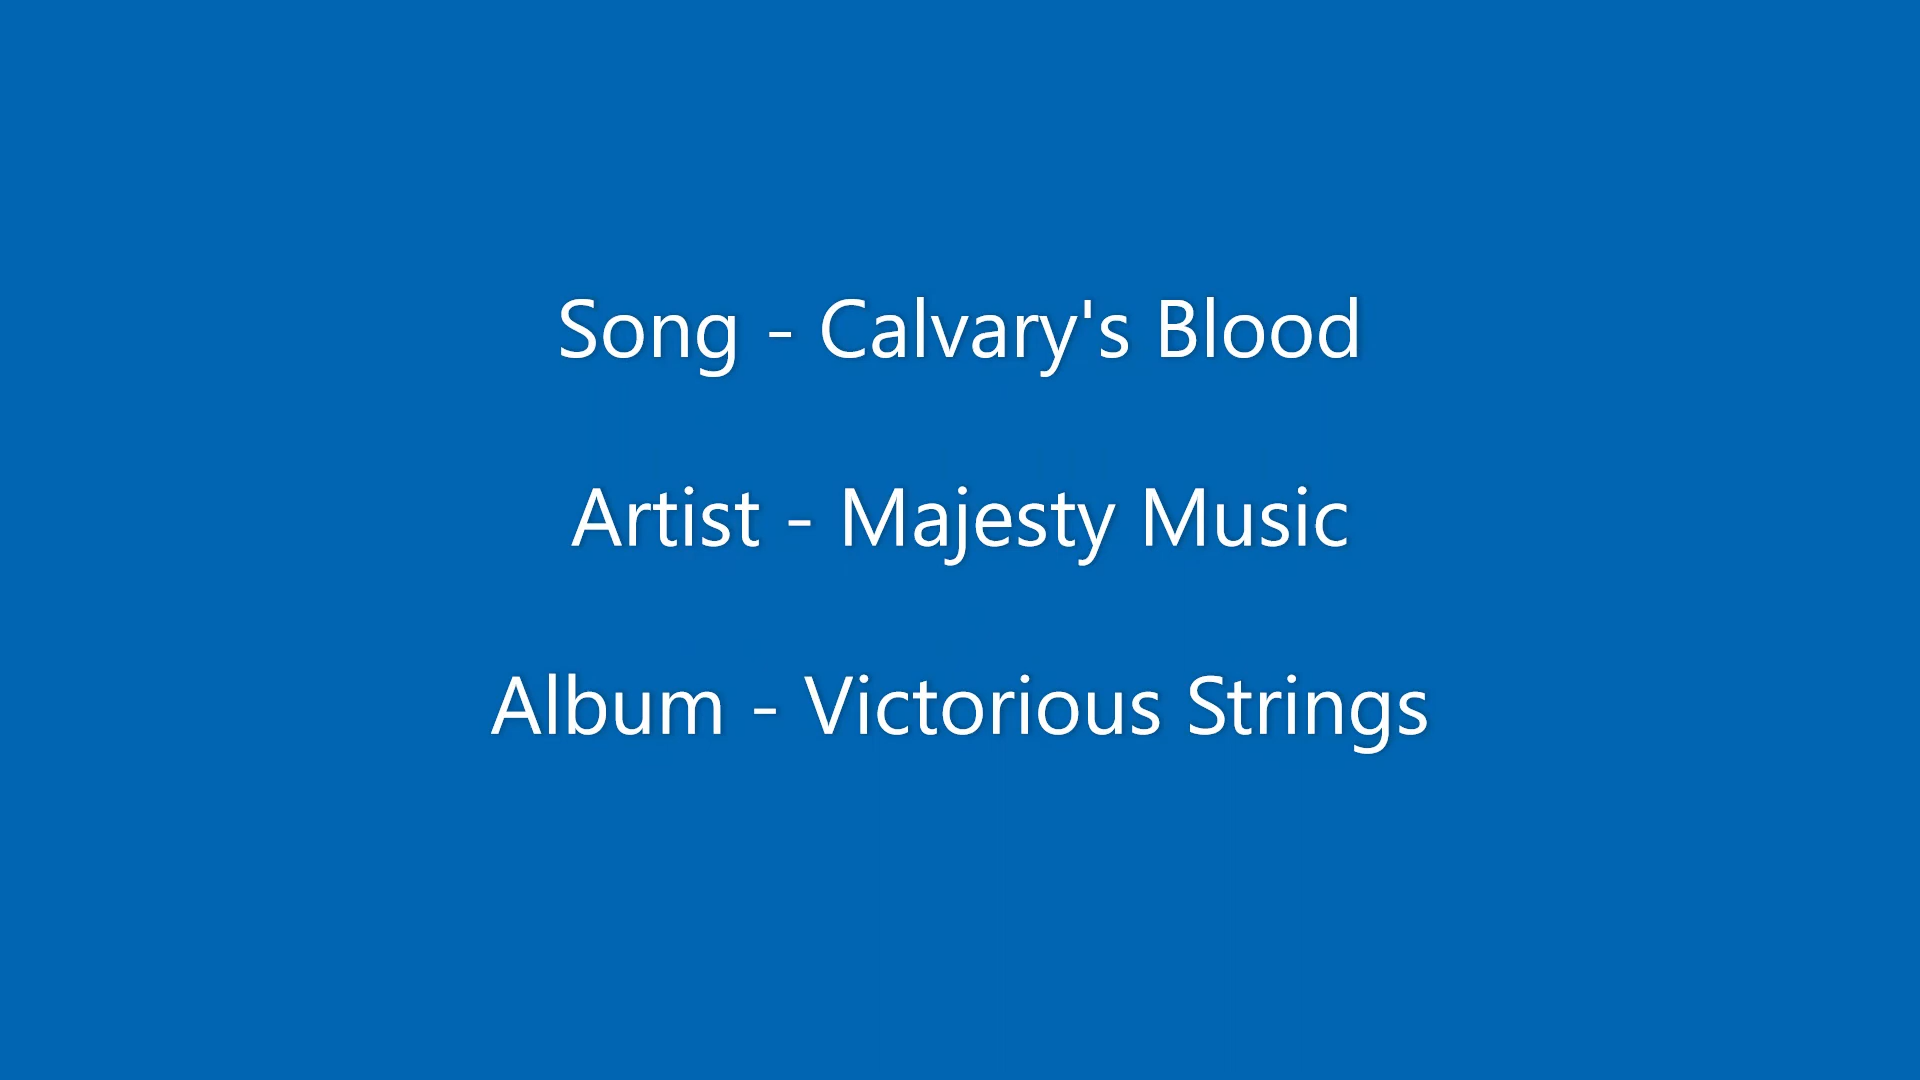 Song - Calvary's Blood
Artist - Majesty Music
Album - Victorious Strings